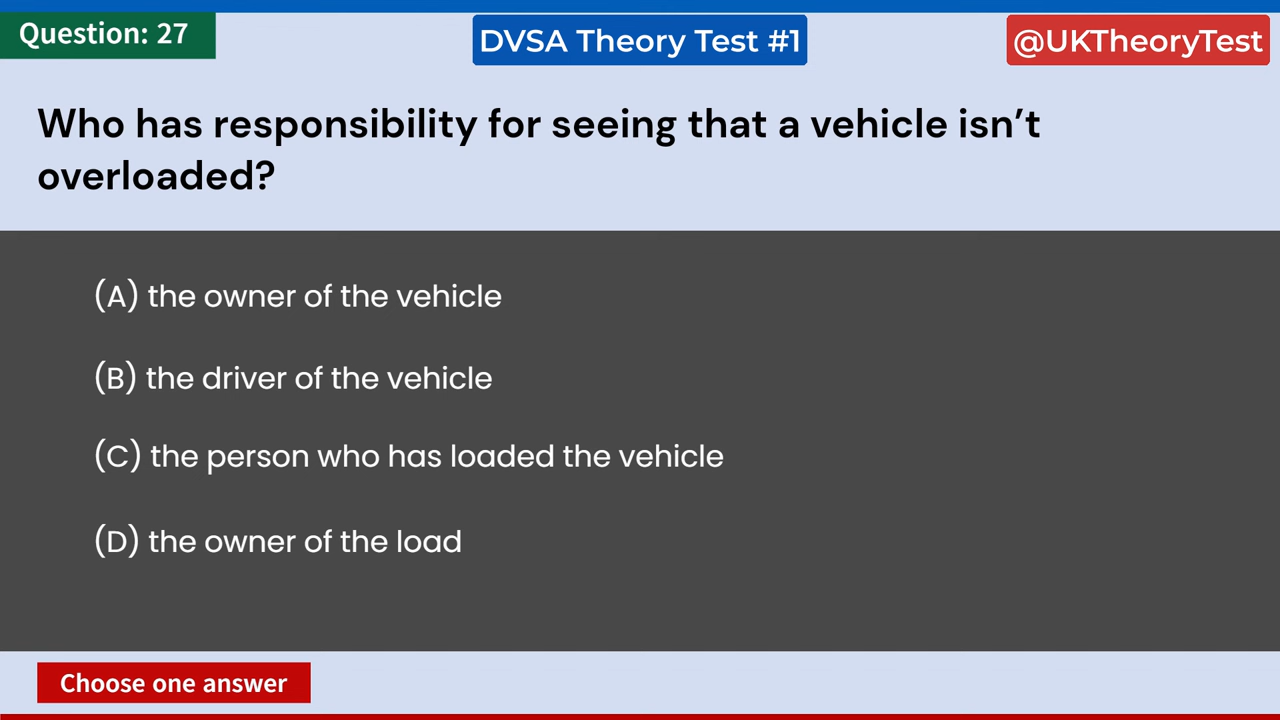 Question: 27
DVSA Theory Test #1
@UKTheoryTest
Who has responsibility for seeing that a vehicle isn’t
overloaded?
(A) the owner of the vehicle
(B) the driver of the vehicle
(C) the person who has loaded the vehicle
(D) the owner of the load
Choose one answer